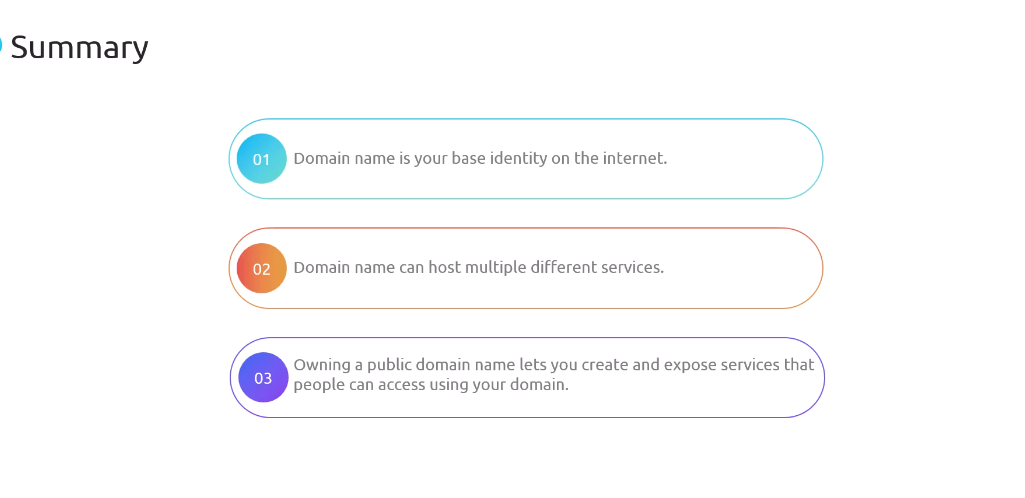 Summary
01
Domain name is your base identity on the internet.
02
Domain name can host multiple different services.
03
Owning a public domain name lets you create and expose services that
people can access using your domain.